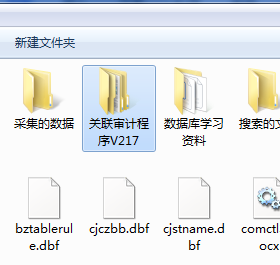 新建文件夹
采集的数据
关联审计程
序V217
数据库学习
资料
搜索的文
bztablerul
e.dbf
cjczbb.dbf
cjstname.d
bf
comctl
ocx